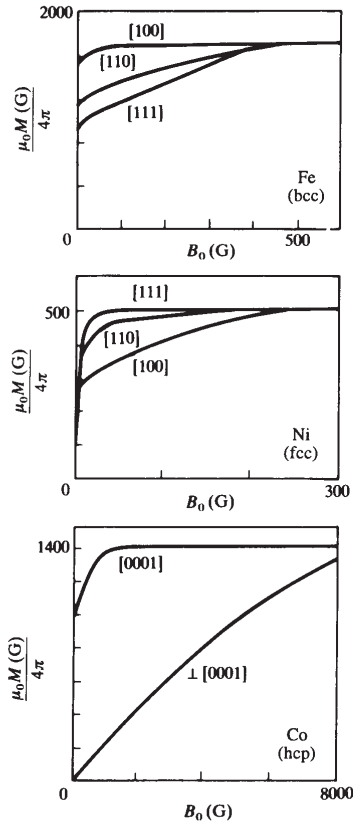 2000
[100]
[110]
[111]
μ₀M (G)
4π
Fe
(bcc)
0
500
B₀ (G)
500
[111]
[110]
[100]
μ₀M (G)
4π
Ni
(fcc)
0
300
B₀ (G)
1400
[0001]
μ₀M (G)
4π
⊥ [0001]
Co
(hcp)
0
8000
B₀ (G)